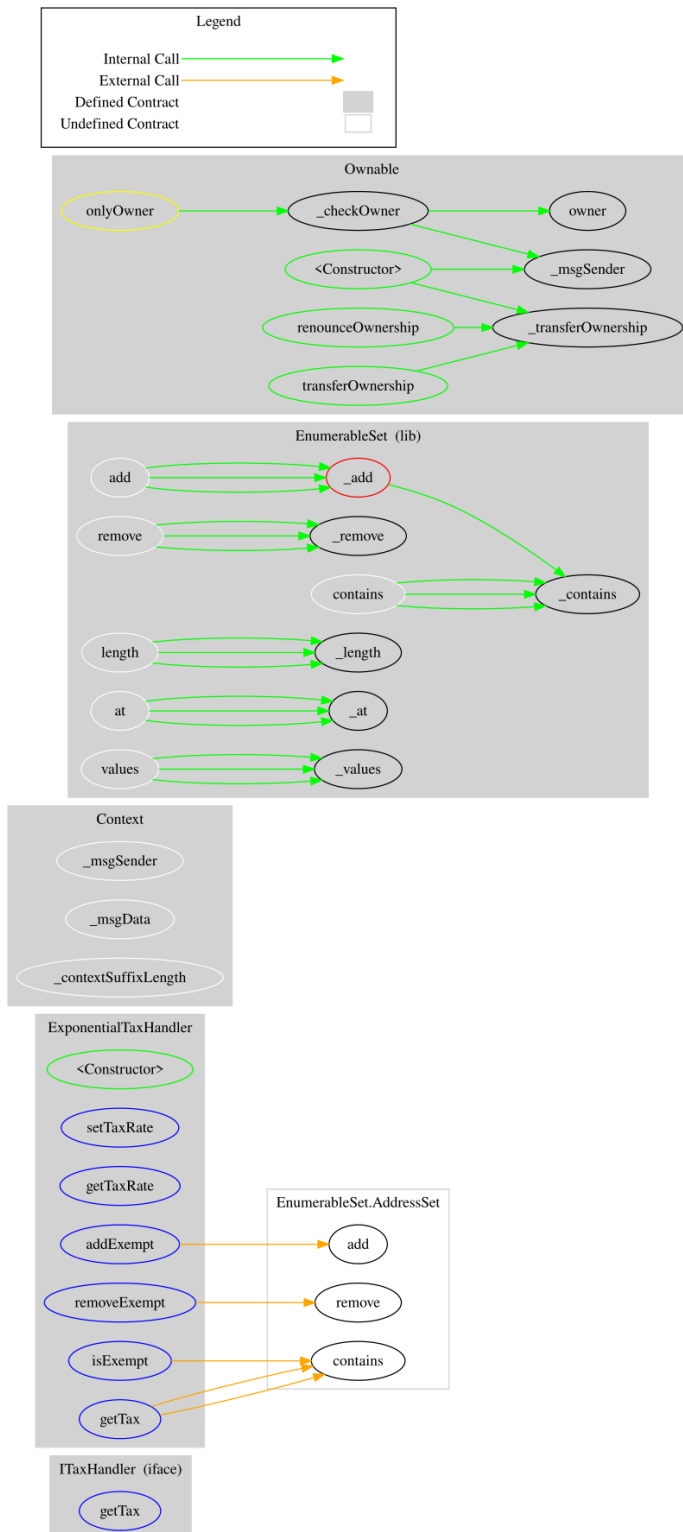 Legend
Internal Call
External Call
Defined Contract
Undefined Contract
Ownable
onlyOwner
_checkOwner
owner
<Constructor>
_msgSender
renounceOwnership
_transferOwnership
transferOwnership
EnumerableSet (lib)
add
_add
remove
_remove
contains
_contains
length
_length
at
_at
values
_values
Context
_msgSender
_msgData
_contextSuffixLength
ExponentialTaxHandler
<Constructor>
setTaxRate
getTaxRate
EnumerableSet.AddressSet
addExempt
add
removeExempt
remove
isExempt
contains
getTax
ITaxHandler (iface)
getTax